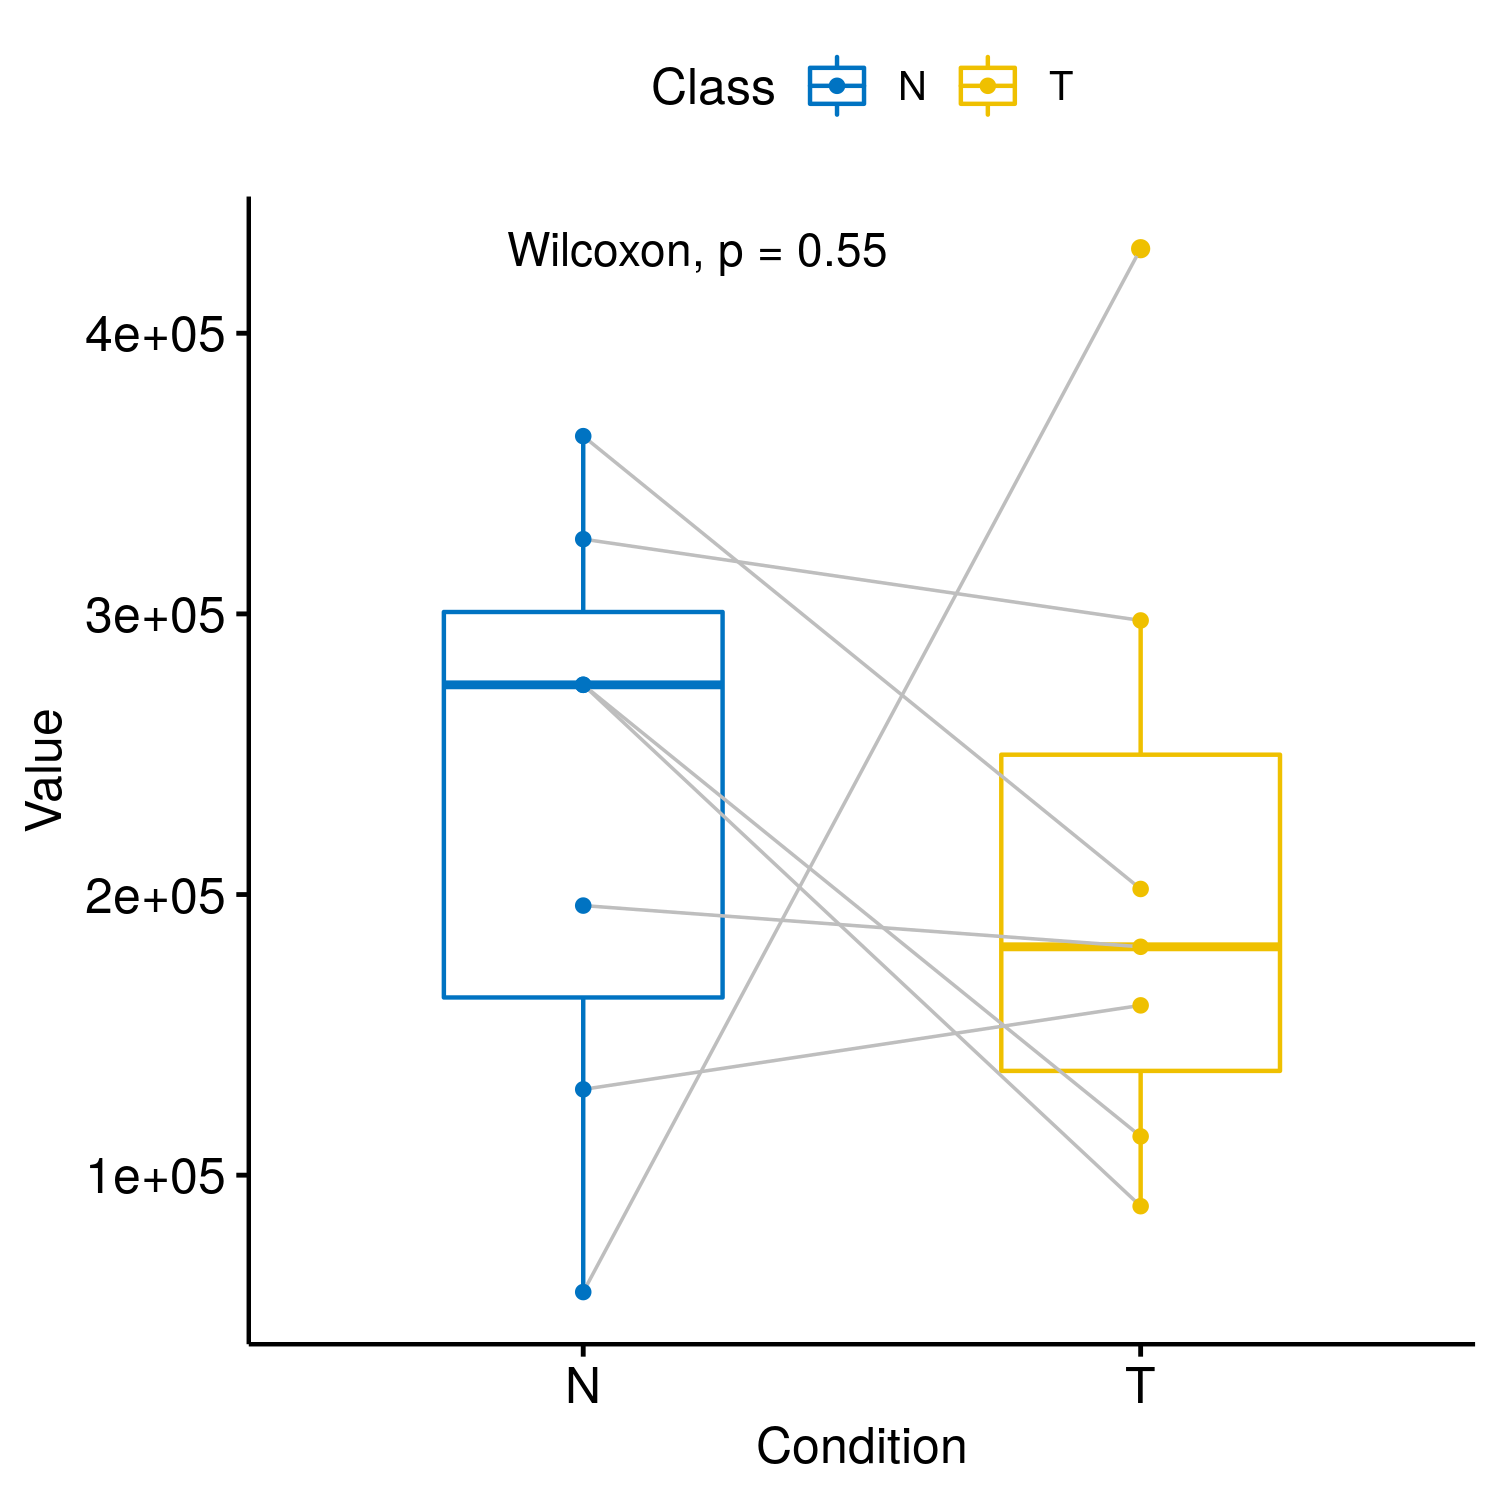 Class N T
Wilcoxon, p = 0.55
4e+05
3e+05
2e+05
1e+05
Value
N T
Condition